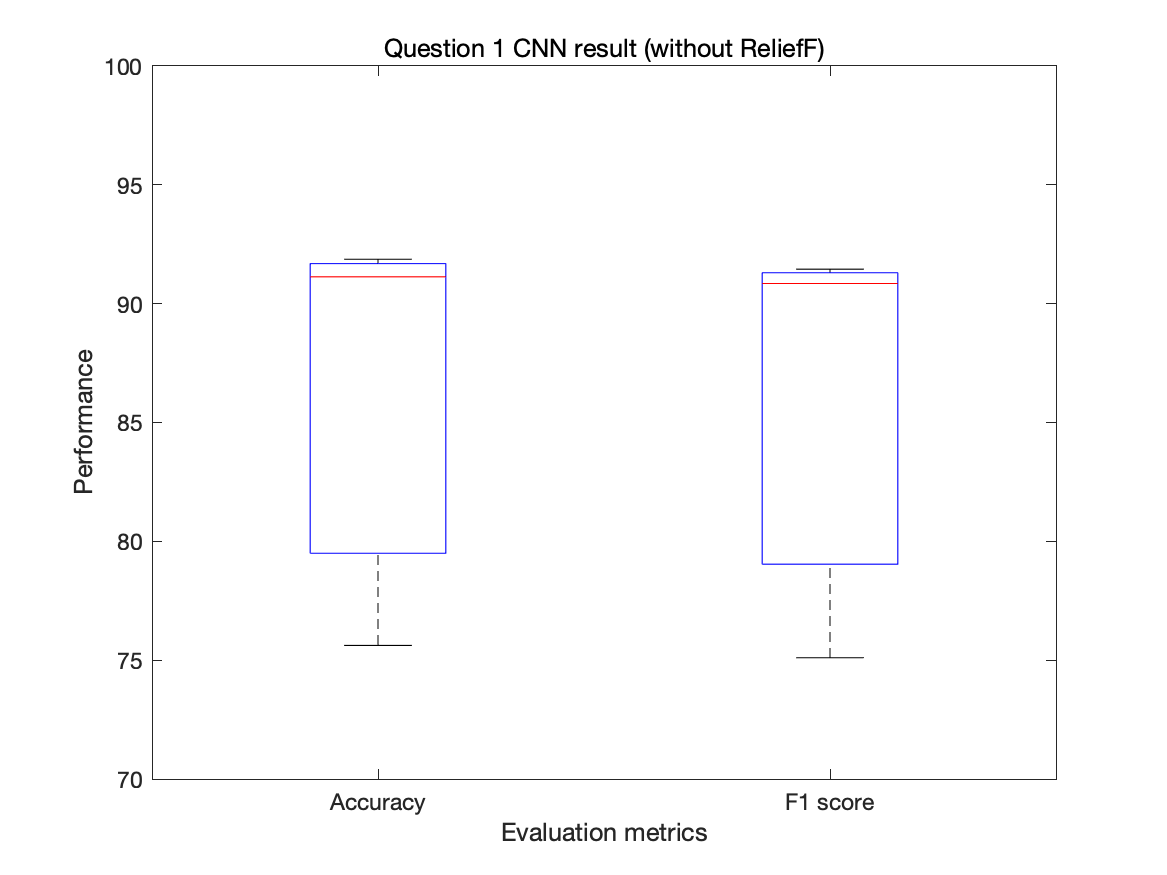 Question 1 CNN result (without ReliefF)
100
95
90
85
80
75
70
Performance
Accuracy
F1 score
Evaluation metrics